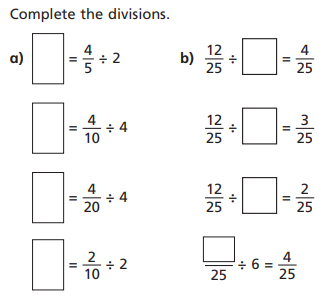 Complete the divisions.
a) □ = 4/5 ÷ 2
□ = 4/10 ÷ 4
□ = 4/20 ÷ 4
□ = 2/10 ÷ 2
b) 12/25 ÷ □ = 4/25
12/25 ÷ □ = 3/25
12/25 ÷ □ = 2/25
□/25 ÷ 6 = 4/25